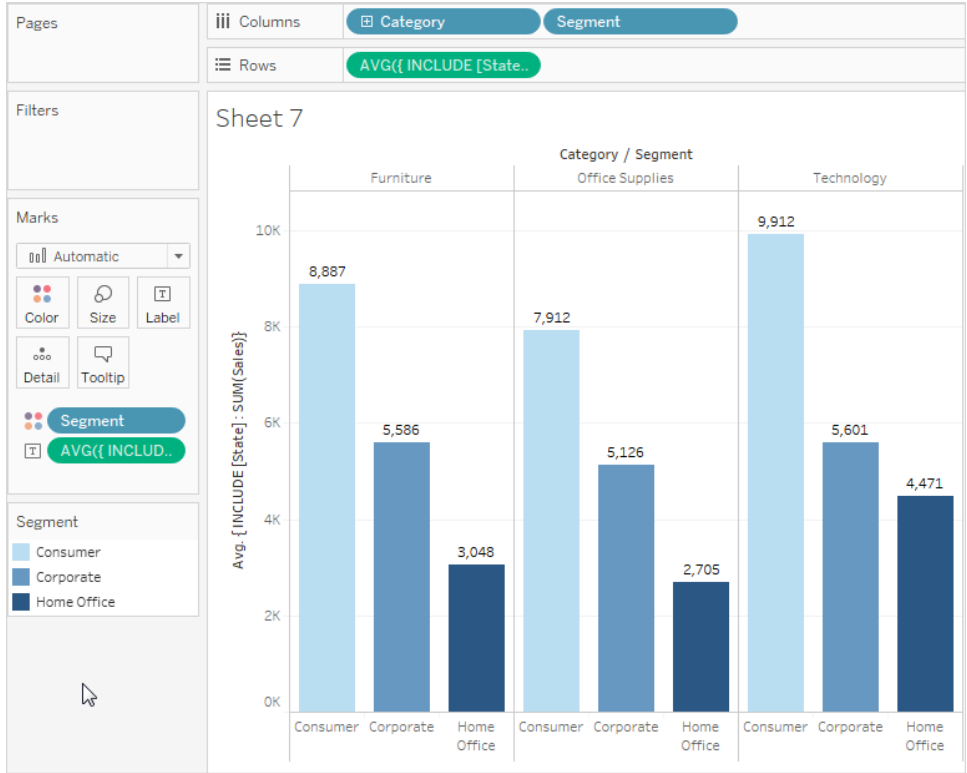 Pages
Columns
Category
Segment
Rows
AVG({ INCLUDE [State..
Filters
Marks
Automatic
Color
Size
Label
Detail
Tooltip
Segment
AVG({ INCLUD..
Segment
Consumer
Corporate
Home Office
Sheet 7
Category / Segment
Furniture
Office Supplies
Technology
Avg. { INCLUDE [State] : SUM(Sales)}
10K
8K
6K
4K
2K
0K
8,887
5,586
3,048
7,912
5,126
2,705
9,912
5,601
4,471
Consumer
Corporate
Home
Office
Consumer
Corporate
Home
Office
Consumer
Corporate
Home
Office